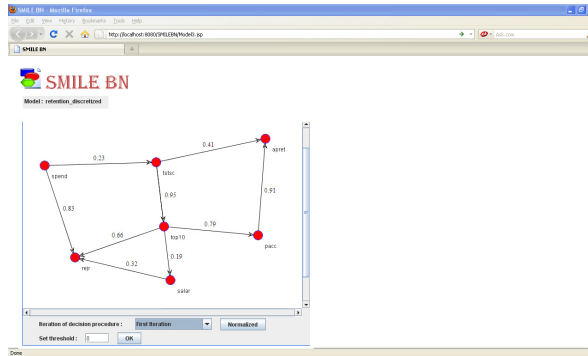 SMILE BN - Mozilla Firefox
File Edit View History Bookmarks Tools Help
http://localhost:8080/SMILEBN/ModelD.jsp
Ask.com
SMILE BN
SMILE BN
Model : retention_discretized
apret
0.41
0.23
tstsc
spend
0.95
0.91
0.83
0.79
0.66
top10
pacc
0.19
rejr
0.32
salar
Iteration of decision procedure :
First Iteration
Normalized
Set threshold :
0
OK
Done